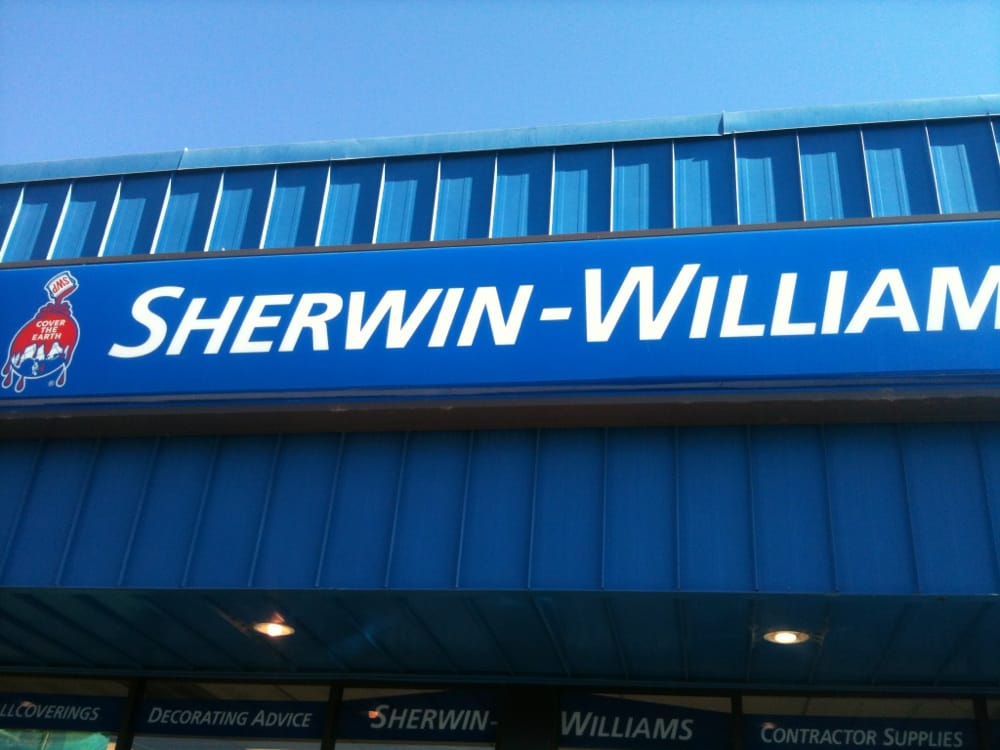 SWP
COVER
THE
EARTH
®
SHERWIN-WILLIAM
LLCOVERINGS
DECORATING ADVICE
SHERWIN-WILLIAMS
CONTRACTOR SUPPLIES